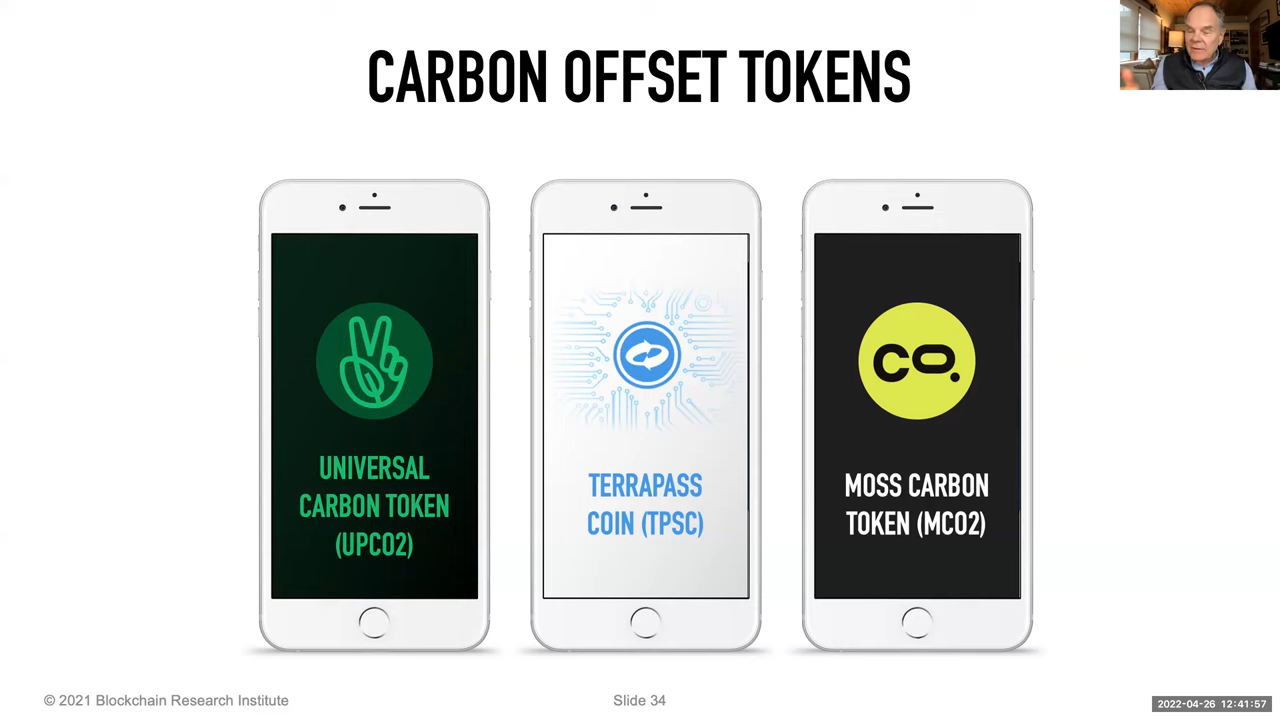 CARBON OFFSET TOKENS
CO.
UNIVERSAL
CARBON TOKEN
(UPCO2)
TERRAPASS
COIN (TPSC)
MOSS CARBON
TOKEN (MCO2)
© 2021 Blockchain Research Institute
Slide 34
2022-04-26 12:41:57